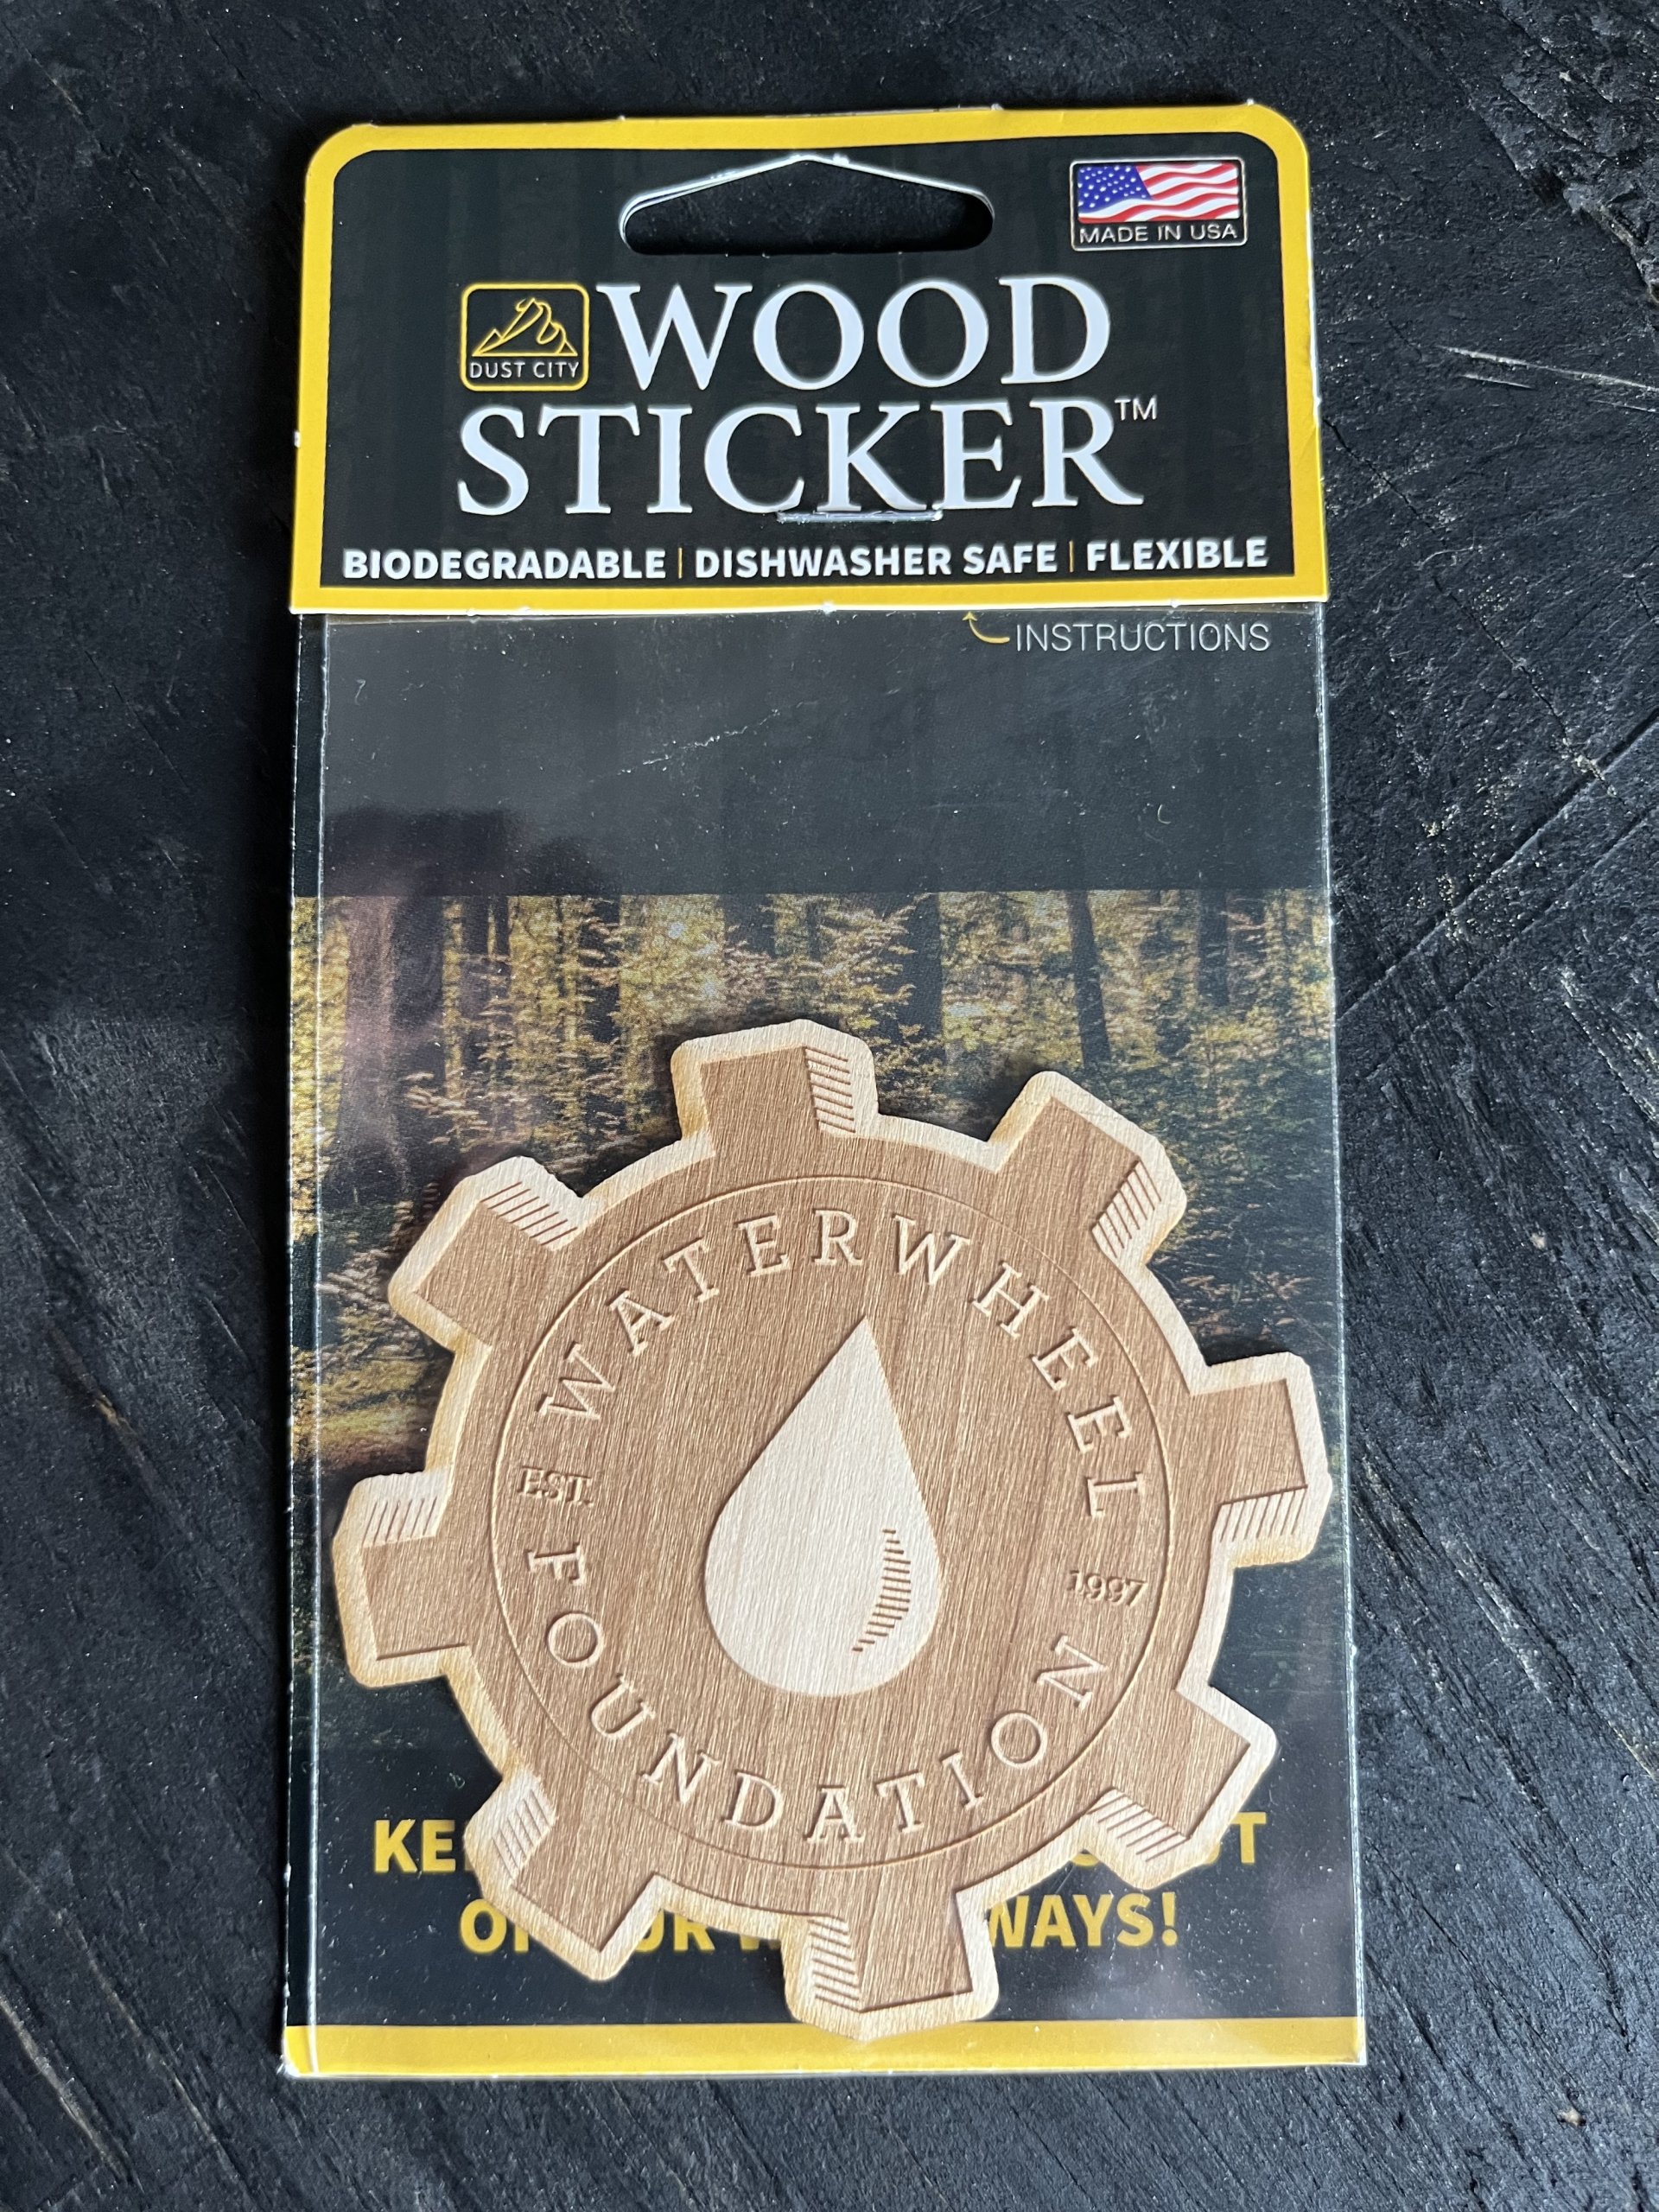 MADE IN USA
DUST CITY
WOOD
STICKER™
BIODEGRADABLE | DISHWASHER SAFE | FLEXIBLE
INSTRUCTIONS
WATERWHEEL
EST.
1997
FOUNDATION
WAYS!